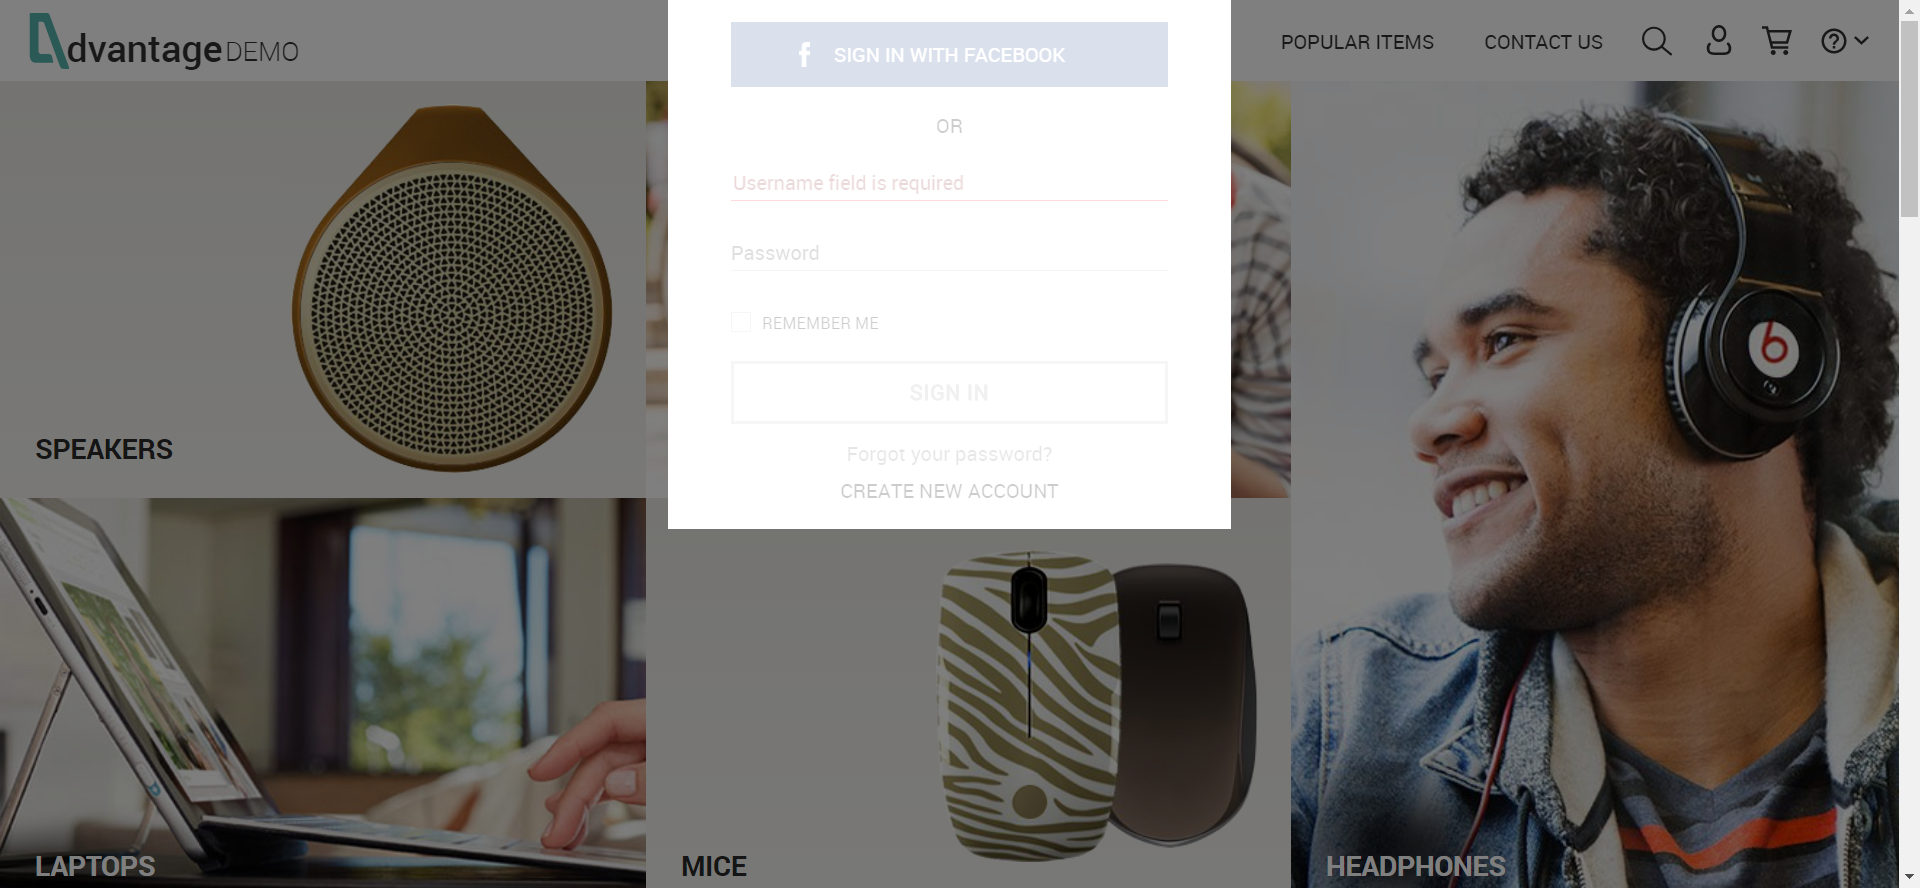 dvantage DEMO
POPULAR ITEMS
CONTACT US
SIGN IN WITH FACEBOOK
OR
Username field is required
Password
REMEMBER ME
SIGN IN
Forgot your password?
CREATE NEW ACCOUNT
SPEAKERS
LAPTOPS
MICE
HEADPHONES